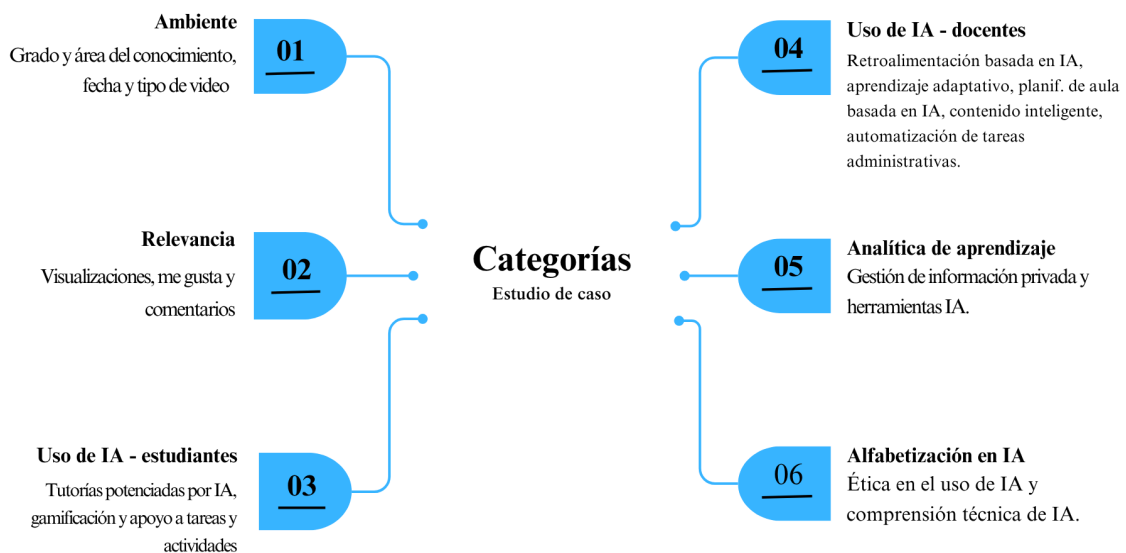 Ambiente
01
Grado y área del conocimiento,
fecha y tipo de video
Relevancia
02
Visualizaciones, me gusta y
comentarios
Uso de IA - estudiantes
03
Tutorías potenciadas por IA,
gamificación y apoyo a tareas y
actividades
Categorías
Estudio de caso
04
Uso de IA - docentes
Retroalimentación basada en IA,
aprendizaje adaptativo, planif. de aula
basada en IA, contenido inteligente,
automatización de tareas
administrativas.
05
Analítica de aprendizaje
Gestión de información privada y
herramientas IA.
06
Alfabetización en IA
Ética en el uso de IA y
comprensión técnica de IA.